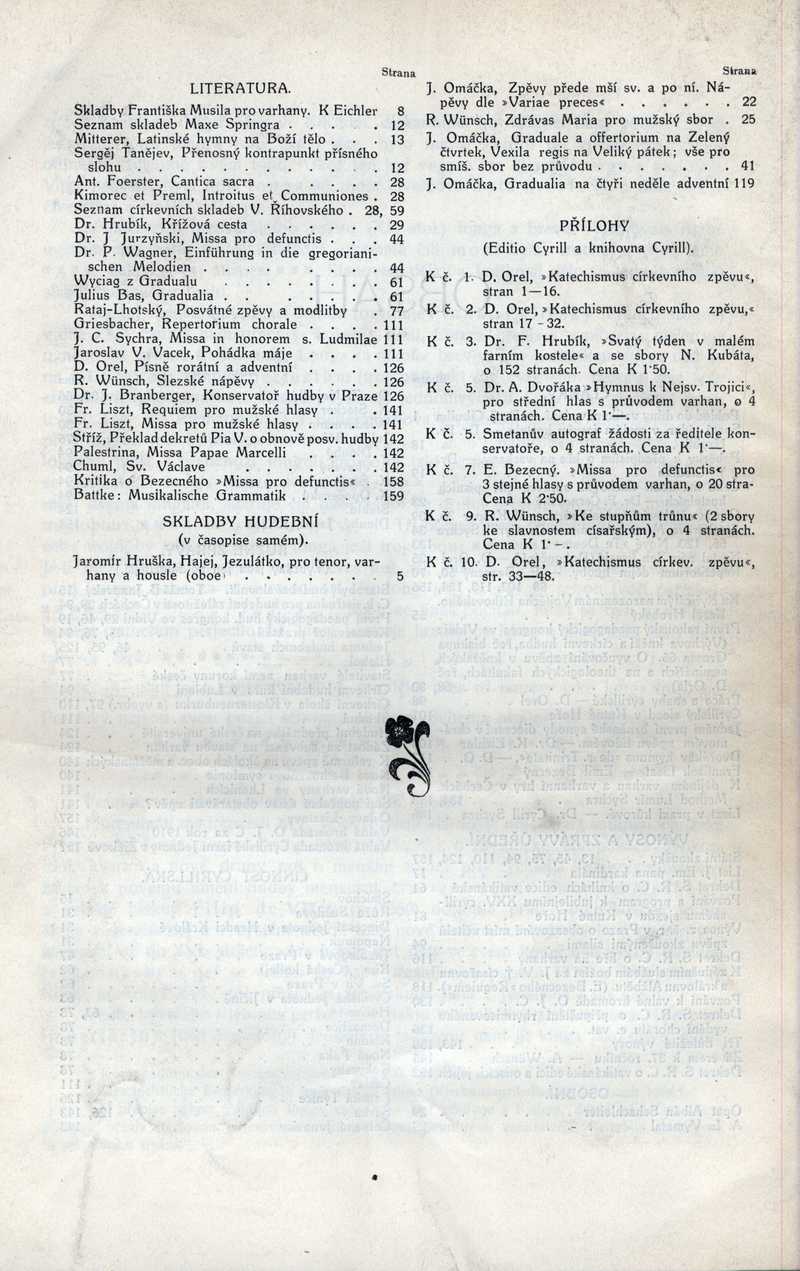 Strana
LITERATURA.
Skladby Františka Musila pro varhany. K Eichler 8
Seznam skladeb Maxe Springra . . . . . 12
Mitterer, Latinské hymny na Boží tělo . . . 13
Sergěj Tanějev, Přenosný kontrapunkt přísného
slohu . . . . . . . . . . . 12
Ant. Foerster, Cantica sacra . . . . . 28
Kimorec et Preml, Introitus et Communiones . 28
Seznam církevních skladeb V. Říhovského . 28, 59
Dr. Hrubík, Křížová cesta . . . . . . 29
Dr. J Jurzyński, Missa pro defunctis . . . 44
Dr. P. Wagner, Einführung in die gregoriani-
schen Melodien . . . . . . . . 44
Wyciag z Gradualu . . . . . . . . 61
Julius Bas, Gradualia . . . . . . . 61
Rataj-Lhotský, Posvátné zpěvy a modlitby . 77
Griesbacher, Repertorium chorale . . . . 111
J. C. Sychra, Missa in honorem s. Ludmilae 111
Jaroslav V. Vacek, Pohádka máje . . . . 111
D. Orel, Písně rorátní a adventní . . . . 126
R. Wünsch, Slezské nápěvy . . . . . . 126
Dr. J. Branberger, Konservatoř hudby v Praze 126
Fr. Liszt, Requiem pro mužské hlasy . . 141
Fr. Liszt, Missa pro mužské hlasy . . . . 141
Stříž, Překlad dekretů Pia V. o obnově posv. hudby 142
Palestrina, Missa Papae Marcelli . . . . 142
Chuml, Sv. Václave . . . . . . . 142
Kritika o Bezecného »Missa pro defunctis« . 158
Battke: Musikalische Grammatik . . . . 159
SKLADBY HUDEBNÍ
(v časopise samém).
Jaromír Hruška, Hajej, Jezulátko, pro tenor, var-
hany a housle (oboe) . . . . . . . 5
Strana
J. Omáčka, Zpěvy přede mší sv. a po ní. Ná-
pěvy dle »Variae preces« . . . . . . 22
R. Wünsch, Zdrávas Maria pro mužský sbor . 25
J. Omáčka, Graduale a offertorium na Zelený
čtvrtek, Vexila regis na Veliký pátek; vše pro
smíš. sbor bez průvodu . . . . . . . 41
J. Omáčka, Gradualia na čtyři neděle adventní 119
PŘÍLOHY
(Editio Cyrill a knihovna Cyrill).
K č. 1. D. Orel, »Katechismus církevního zpěvu«,
stran 1—16.
K č. 2. D. Orel, »Katechismus církevního zpěvu,«
stran 17 - 32.
K č. 3. Dr. F. Hrubík, »Svatý týden v malém
farním kostele« a se sbory N. Kubáta,
o 152 stranách. Cena K 1·50.
K č. 5. Dr. A. Dvořáka »Hymnus k Nejsv. Trojici«,
pro střední hlas s průvodem varhan, o 4
stranách. Cena K 1·—.
K č. 5. Smetanův autograf žádosti za ředitele kon-
servatoře, o 4 stranách. Cena K 1·—.
K č. 7. E. Bezecný. »Missa pro defunctis« pro
3 stejné hlasy s průvodem varhan, o 20 stra-
Cena K 2·50.
K č. 9. R. Wünsch, »Ke stupňům trůnu« (2 sbory
ke slavnostem císařským), o 4 stranách.
Cena K 1·-.
K č. 10. D. Orel, »Katechismus církev. zpěvu«,
str. 33—48.